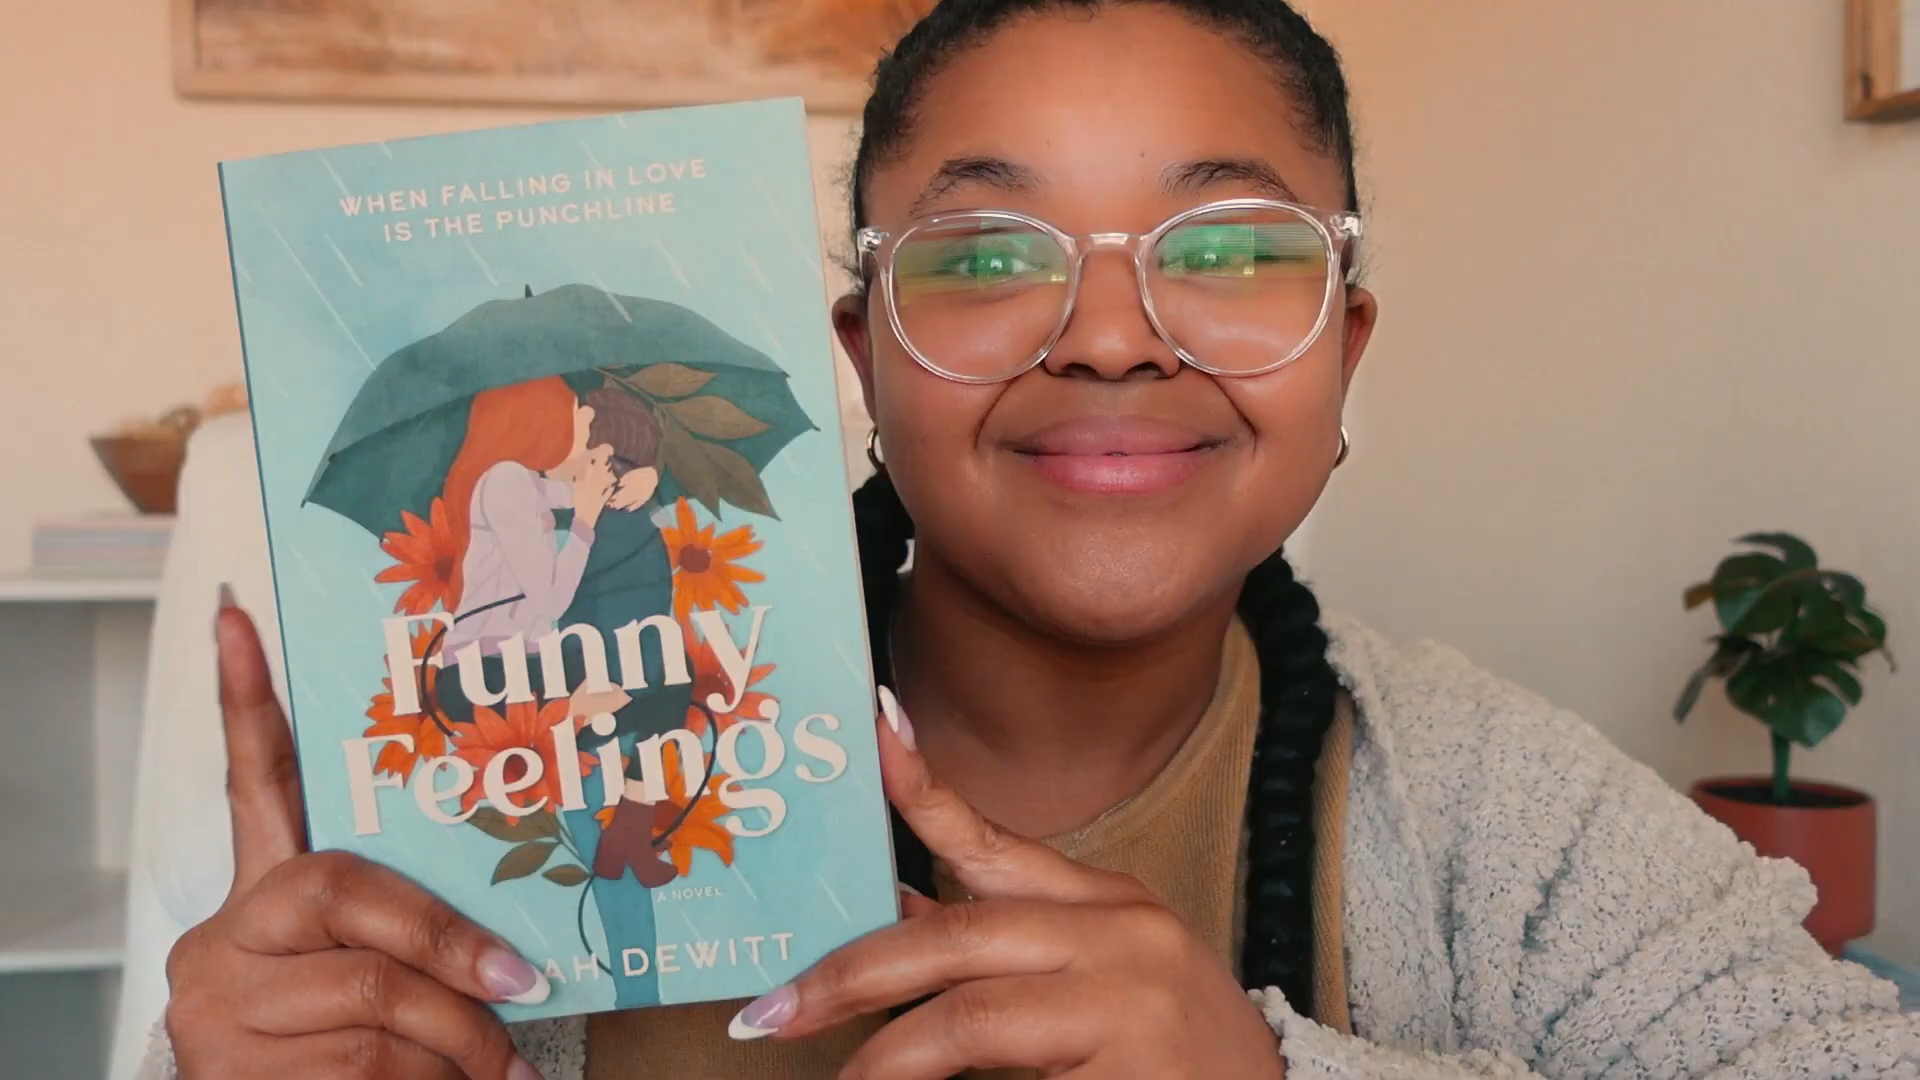 WHEN FALLING IN LOVE
IS THE PUNCHLINE
Funny
Feelings
A NOVEL
DEWITT